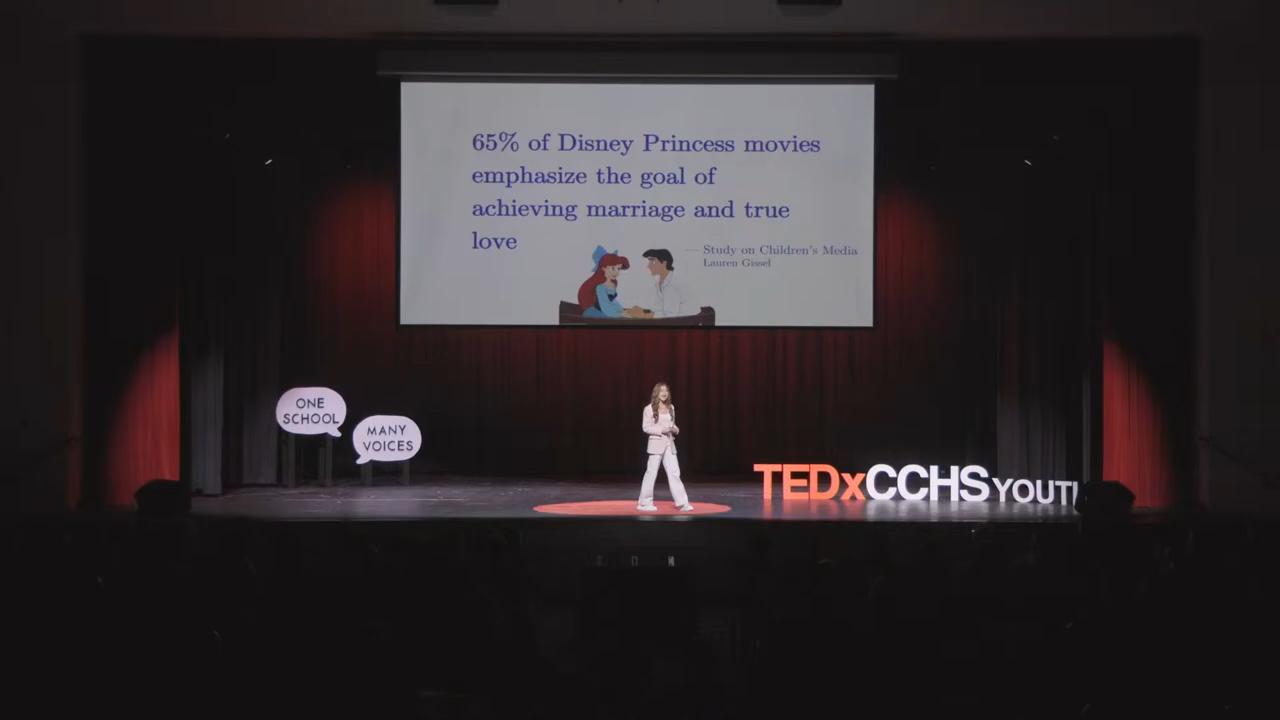 65% of Disney Princess movies
emphasize the goal of
achieving marriage and true
love
— Study on Children's Media
Lauren Gissel
ONE
SCHOOL
MANY
VOICES
TEDxCCHSYOUTH